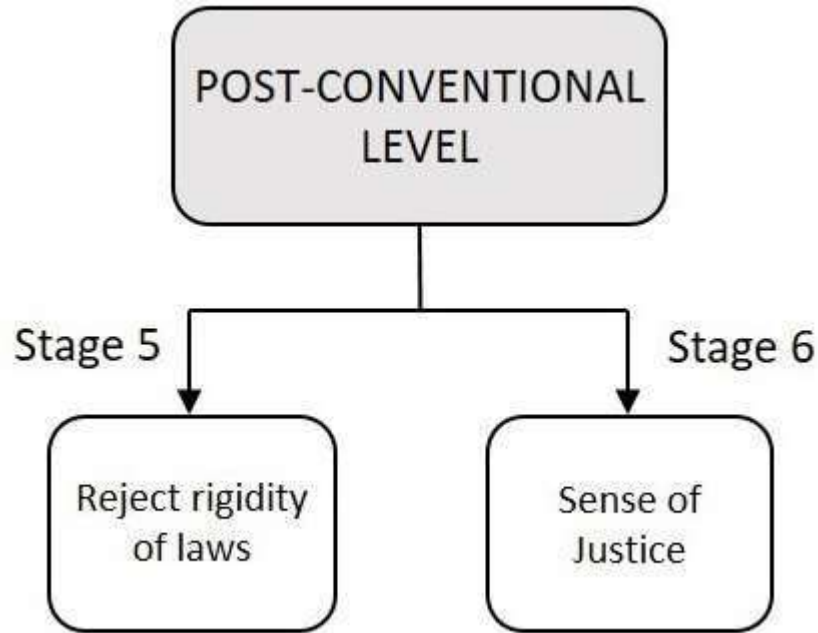 POST-CONVENTIONAL
LEVEL
Stage 5
Stage 6
Reject rigidity
of laws
Sense of
Justice